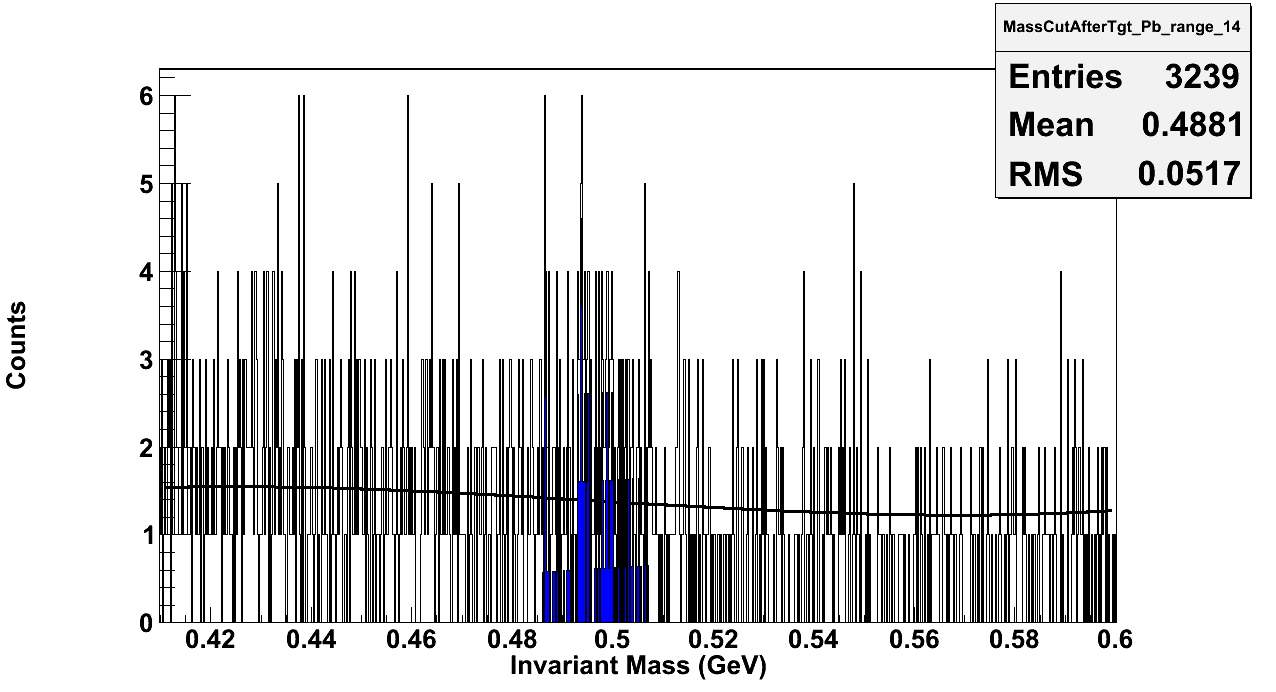 MassCutAfterTgt_Pb_range_14
Entries 3239
Mean 0.4881
RMS 0.0517
6
5
4
3
2
1
0
Counts
0.42 0.44 0.46 0.48 0.5 0.52 0.54 0.56 0.58 0.6
Invariant Mass (GeV)